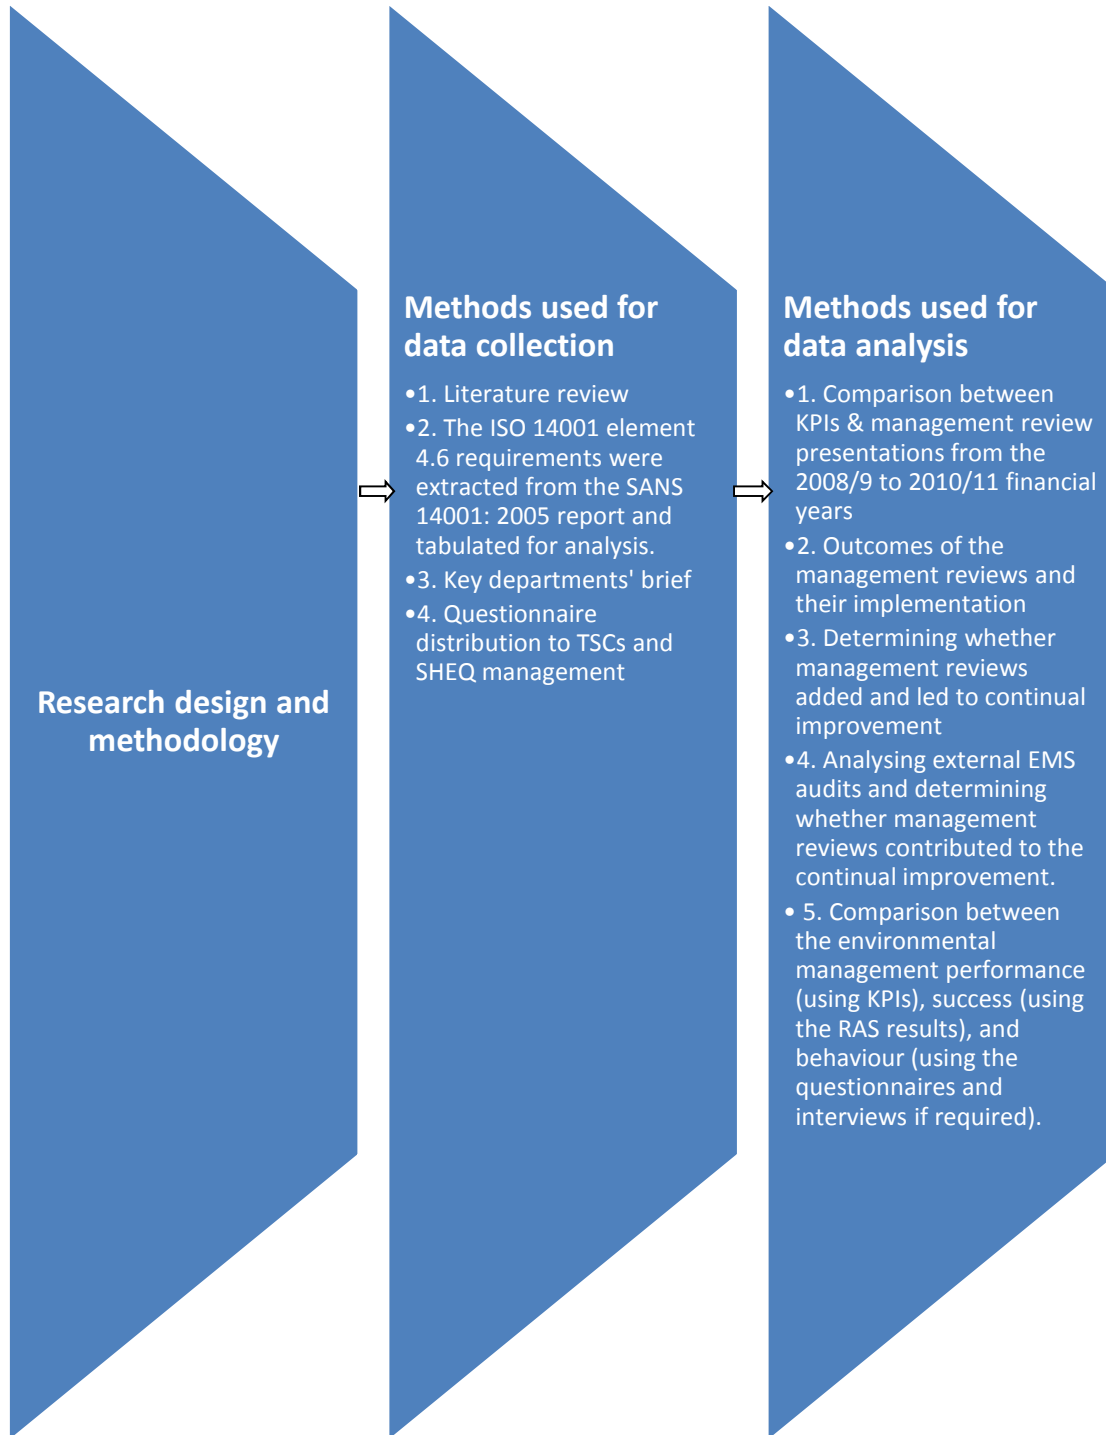 Research design and
methodology
Methods used for
data collection
•1. Literature review
•2. The ISO 14001 element
4.6 requirements were
extracted from the SANS
14001: 2005 report and
tabulated for analysis.
•3. Key departments' brief
•4. Questionnaire
distribution to TSCs and
SHEQ management
Methods used for
data analysis
•1. Comparison between
KPIs & management review
presentations from the
2008/9 to 2010/11 financial
years
•2. Outcomes of the
management reviews and
their implementation
•3. Determining whether
management reviews
added and led to continual
improvement
•4. Analysing external EMS
audits and determining
whether management
reviews contributed to the
continual improvement.
• 5. Comparison between
the environmental
management performance
(using KPIs), success (using
the RAS results), and
behaviour (using the
questionnaires and
interviews if required).